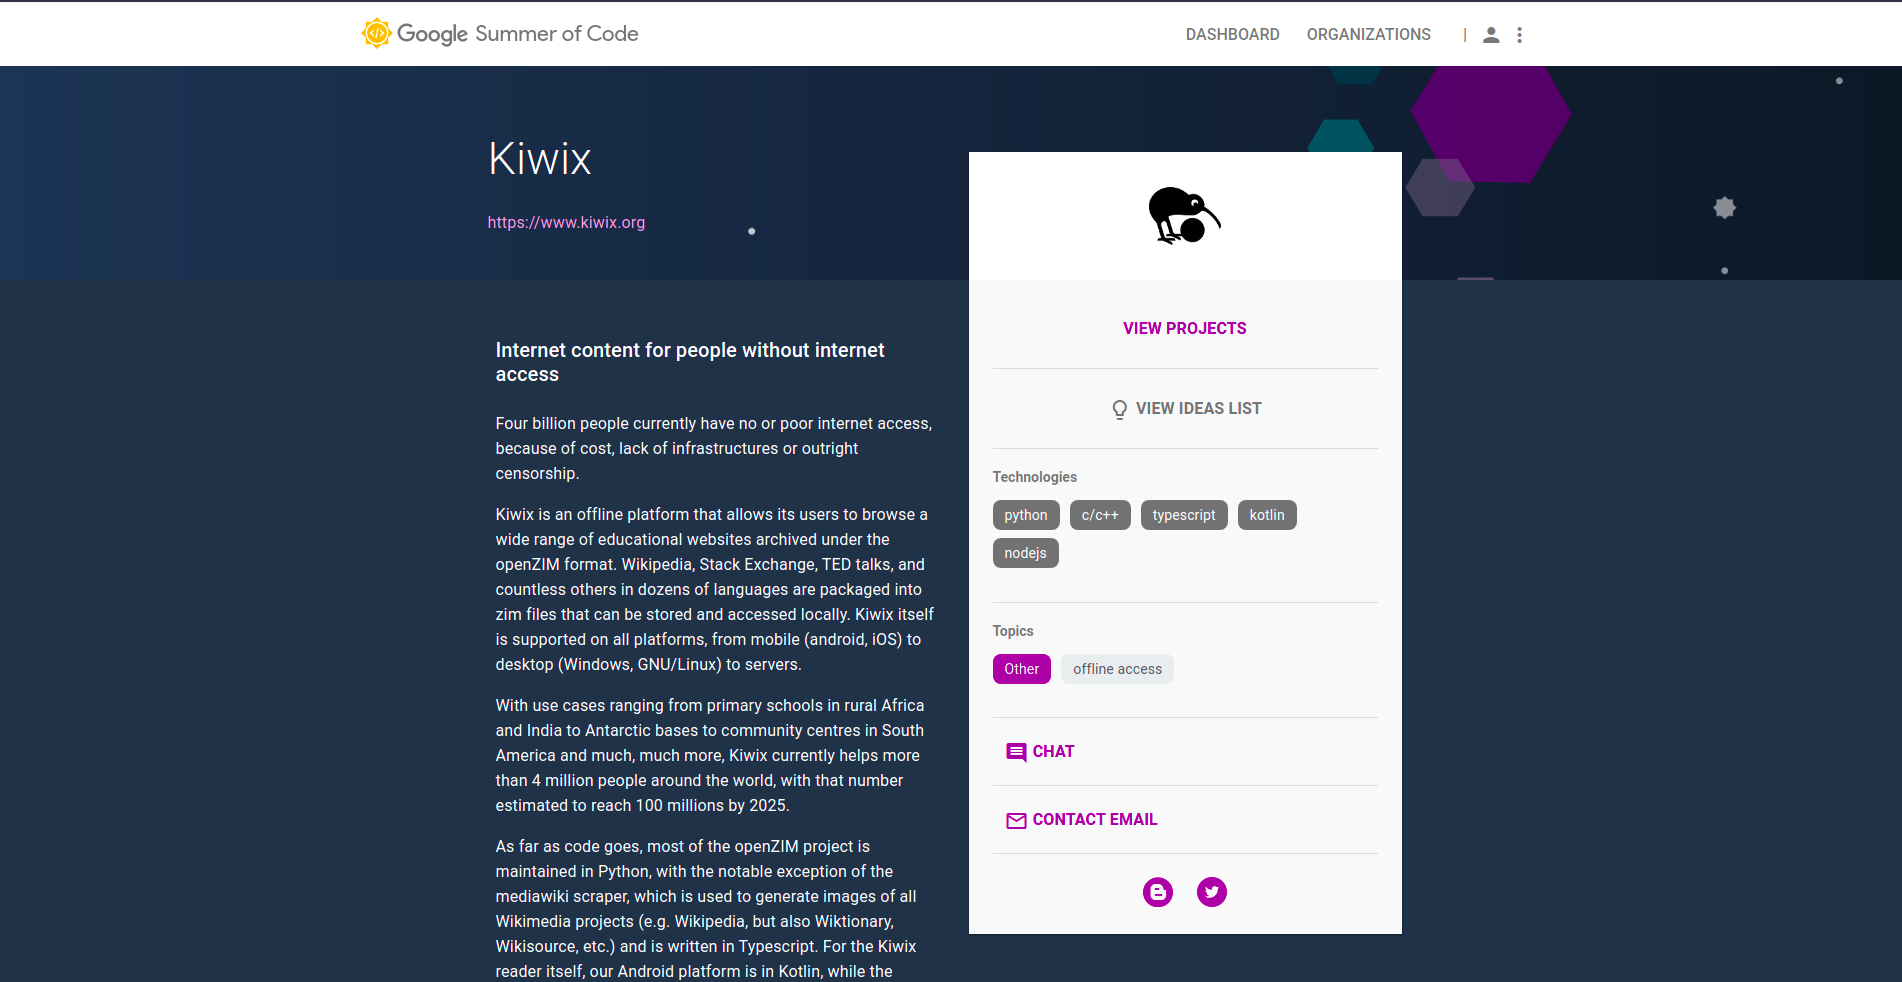 Google Summer of Code
DASHBOARD ORGANIZATIONS |
Kiwix
https://www.kiwix.org
Internet content for people without internet
access
Four billion people currently have no or poor internet access,
because of cost, lack of infrastructures or outright
censorship.
Kiwix is an offline platform that allows its users to browse a
wide range of educational websites archived under the
openZIM format. Wikipedia, Stack Exchange, TED talks, and
countless others in dozens of languages are packaged into
zim files that can be stored and accessed locally. Kiwix itself
is supported on all platforms, from mobile (android, iOS) to
desktop (Windows, GNU/Linux) to servers.
With use cases ranging from primary schools in rural Africa
and India to Antarctic bases to community centres in South
America and much, much more, Kiwix currently helps more
than 4 million people around the world, with that number
estimated to reach 100 millions by 2025.
As far as code goes, most of the openZIM project is
maintained in Python, with the notable exception of the
mediawiki scraper, which is used to generate images of all
Wikimedia projects (e.g. Wikipedia, but also Wiktionary,
Wikisource, etc.) and is written in Typescript. For the Kiwix
reader itself, our Android platform is in Kotlin, while the
VIEW PROJECTS
VIEW IDEAS LIST
Technologies
python c/c++ typescript kotlin
nodejs
Topics
Other offline access
CHAT
CONTACT EMAIL